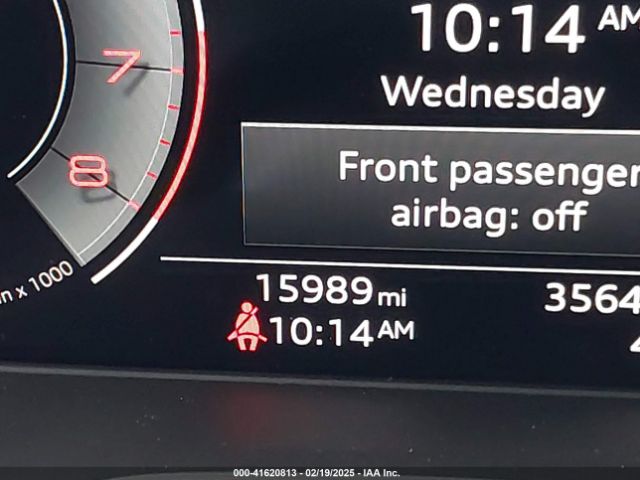 10:14 AM
Wednesday
Front passenger
airbag: off
7
8
x 1000
15989 mi
3564
10:14 AM
000-41620813 - 02/19/2025 - IAA Inc.